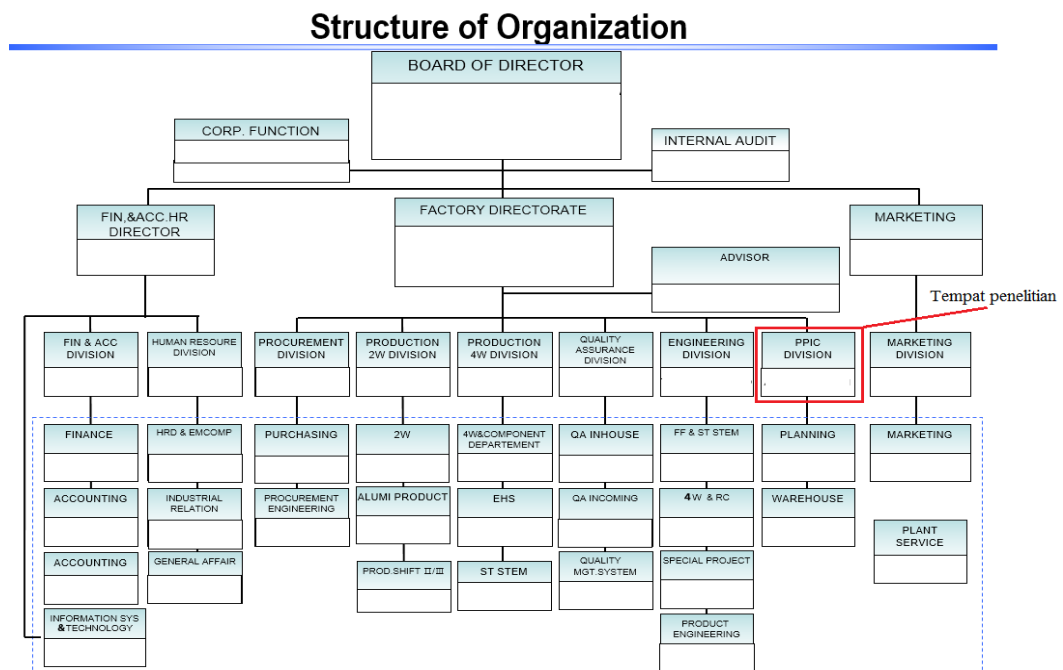 Structure of Organization
BOARD OF DIRECTOR
CORP. FUNCTION
INTERNAL AUDIT
FIN,&ACC.HR
DIRECTOR
FACTORY DIRECTORATE
MARKETING
ADVISOR
Tempat penelitian
FIN & ACC
DIVISION
HUMAN RESOURE
DIVISION
PROCUREMENT
DIVISION
PRODUCTION
2W DIVISION
PRODUCTION
4W DIVISION
QUALITY
ASSURANCE
DIVISION
ENGINEERING
DIVISION
PPIC
DIVISION
MARKETING
DIVISION
FINANCE
HRD & EMCOMP
PURCHASING
2W
4W&COMPONENT
DEPARTEMENT
QA INHOUSE
FF & ST STEM
PLANNING
MARKETING
ACCOUNTING
INDUSTRIAL
RELATION
PROCUREMENT
ENGINEERING
ALUMI PRODUCT
EHS
QA INCOMING
4W & RC
WAREHOUSE
PLANT
SERVICE
ACCOUNTING
GENERAL AFFAIR
PROD.SHIFT II/III
ST STEM
QUALITY
MGT.SYSTEM
SPECIAL PROJECT
INFORMATION SYS
&TECHNOLOGY
PRODUCT
ENGINEERING